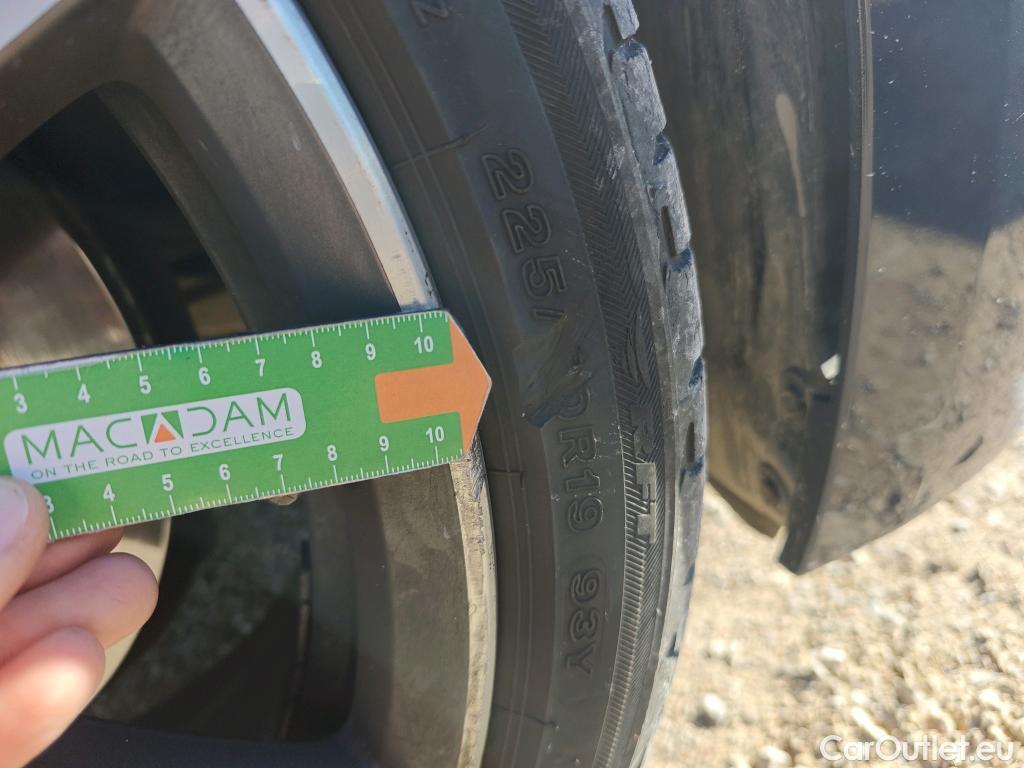 225/
0R19 93Y
3 4 5 6 7 8 9 10
MACADAM
ON THE ROAD TO EXCELLENCE
3 4 5 6 7 8 9 10
CarOutlet.eu